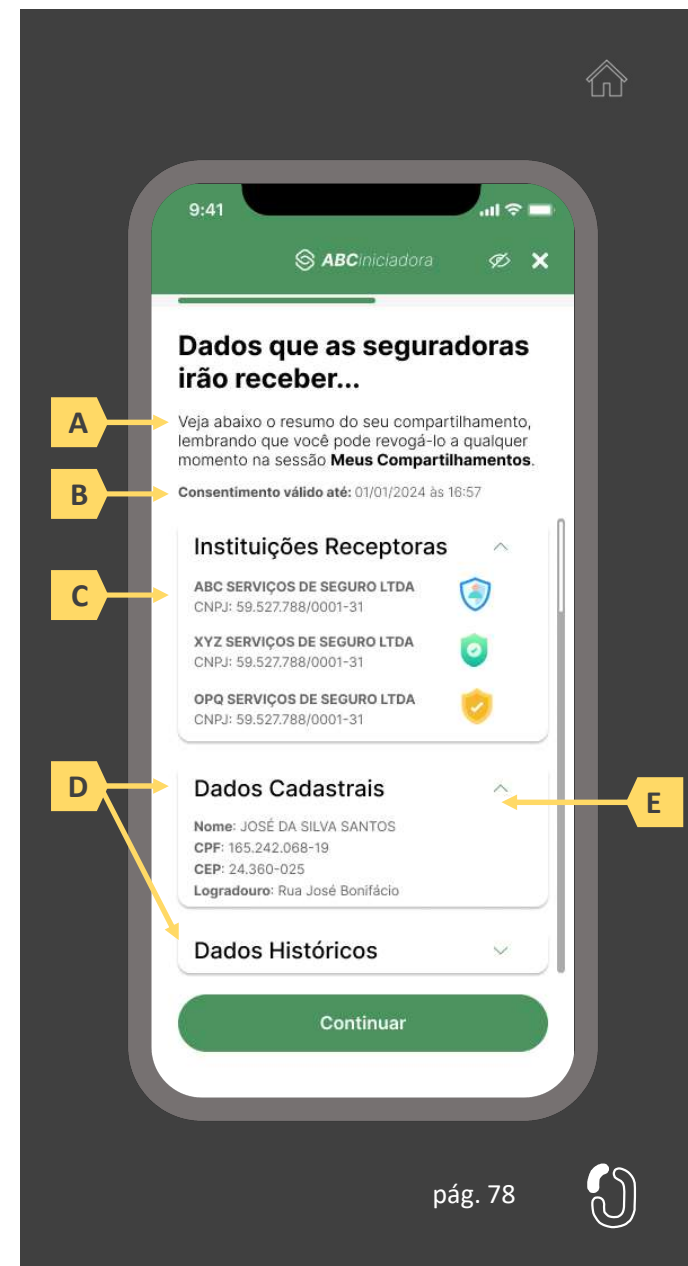 9:41
ABCiniciadora
Dados que as seguradoras
irão receber...
A
Veja abaixo o resumo do seu compartilhamento,
lembrando que você pode revogá-lo a qualquer
momento na sessão Meus Compartilhamentos.
B
Consentimento válido até: 01/01/2024 às 16:57
Instituições Receptoras
C
ABC SERVIÇOS DE SEGURO LTDA
CNPJ: 59.527.788/0001-31
XYZ SERVIÇOS DE SEGURO LTDA
CNPJ: 59.527.788/0001-31
OPQ SERVIÇOS DE SEGURO LTDA
CNPJ: 59.527.788/0001-31
D
Dados Cadastrais
E
Nome: JOSÉ DA SILVA SANTOS
CPF: 165.242.068-19
CEP: 24.360-025
Logradouro: Rua José Bonifácio
Dados Históricos
Continuar
pág. 78